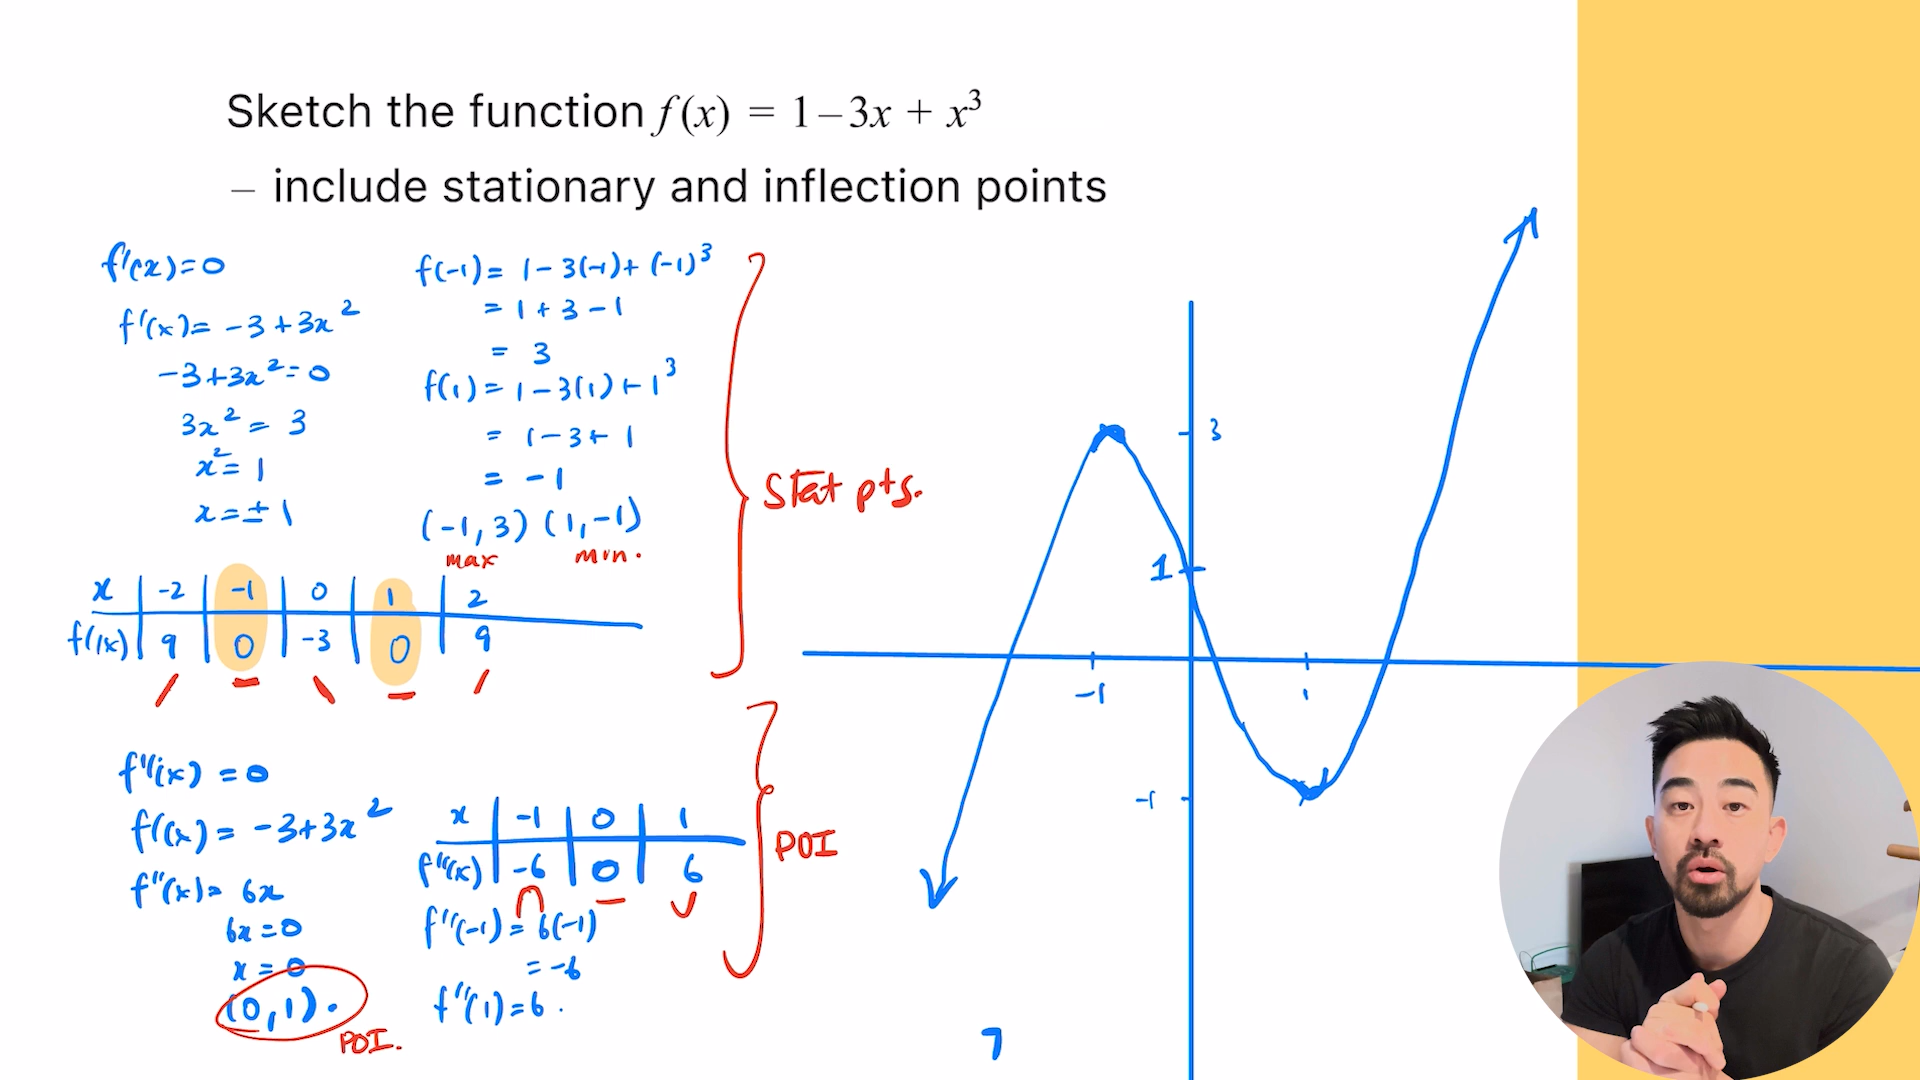 Sketch the function f(x) = 1–3x + x³
– include stationary and inflection points
f'(x)=0
f'(x)= -3+3x²
-3+3x²=0
3x² = 3
x² = 1
x = ± 1
f(-1)= 1-3(-1)+(-1)³
= 1+3-1
= 3
f(1)= 1-3(1)+1³
= 1-3+1
= -1
(-1,3) (1,-1)
max min.
Stat pts.
x -2 -1 0 1 2
f'(x) 9 0 -3 0 9
f''(x) = 0
f'(x) = -3+3x²
f''(x)= 6x
6x=0
x=0
(0,1).
POI.
x -1 0 1
f''(x) -6 0 6
f''(-1)= 6(-1)
= -6
f''(1)=6.
POI
3
1
-1 1
-1